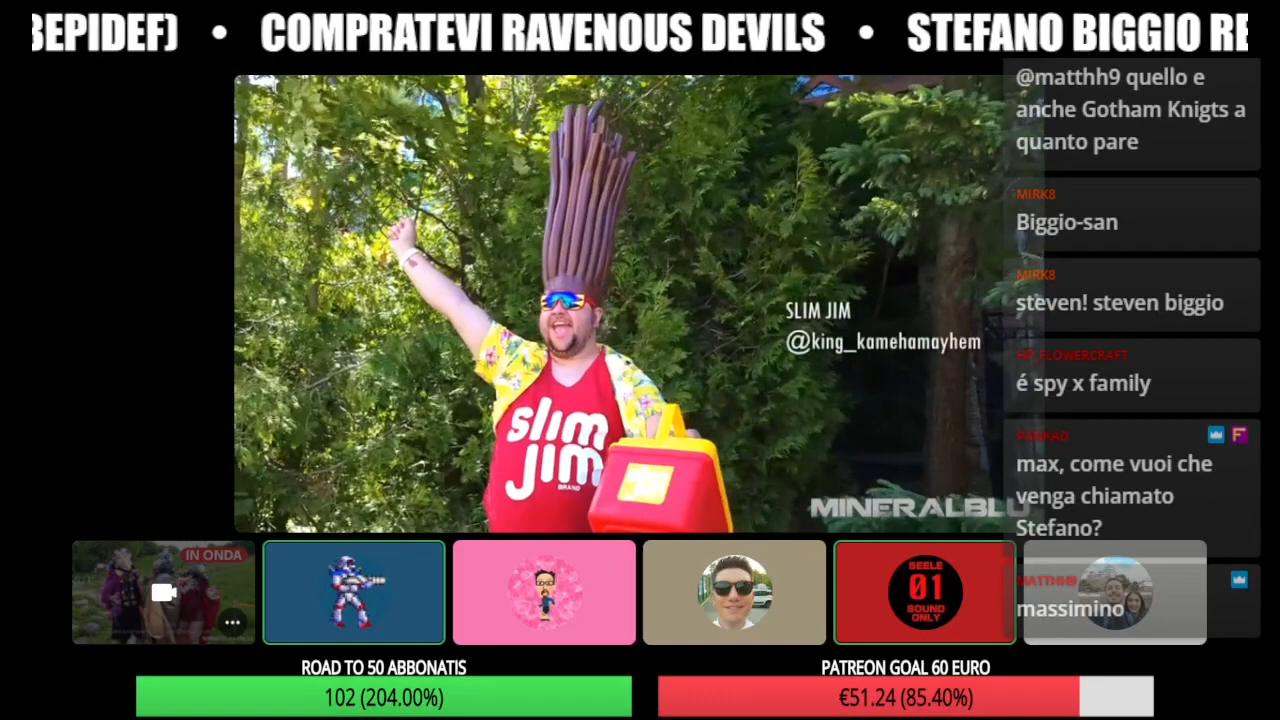 BEPIDEF) • COMPRATEVI RAVENOUS DEVILS • STEFANO BIGGIO RE
@matthh9 quello e
anche Gotham Knigts a
quanto pare
MIRK8
Biggio-san
MIRK8
steven! steven biggio
HP_FLOWERCRAFT
é spy x family
PANKHD
max, come vuoi che
venga chiamato
Stefano?
MATTHH9
massimino
SLIM JIM
@king_kamehamayhem
slim
jim
BRAND
MINERALBLU
IN ONDA
SEELE
01
SOUND
ONLY
ROAD TO 50 ABBONATIS
102 (204.00%)
PATREON GOAL 60 EURO
€51.24 (85.40%)